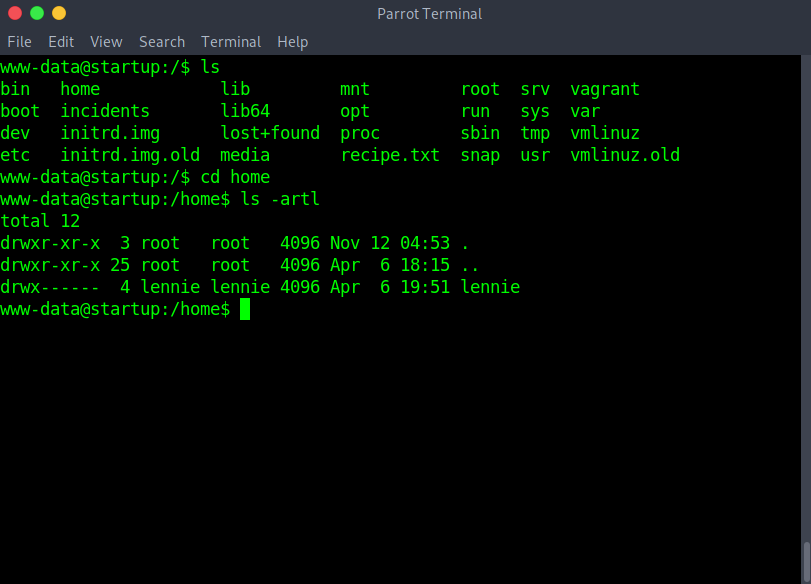 Parrot Terminal
File Edit View Search Terminal Help
www-data@startup:/$ ls
bin   home            lib         mnt         root  srv  vagrant
boot  incidents       lib64       opt         run   sys  var
dev   initrd.img      lost+found  proc        sbin  tmp  vmlinuz
etc   initrd.img.old  media       recipe.txt  snap  usr  vmlinuz.old
www-data@startup:/$ cd home
www-data@startup:/home$ ls -artl
total 12
drwxr-xr-x  3 root   root   4096 Nov 12 04:53 .
drwxr-xr-x 25 root   root   4096 Apr  6 18:15 ..
drwx------  4 lennie lennie 4096 Apr  6 19:51 lennie
www-data@startup:/home$